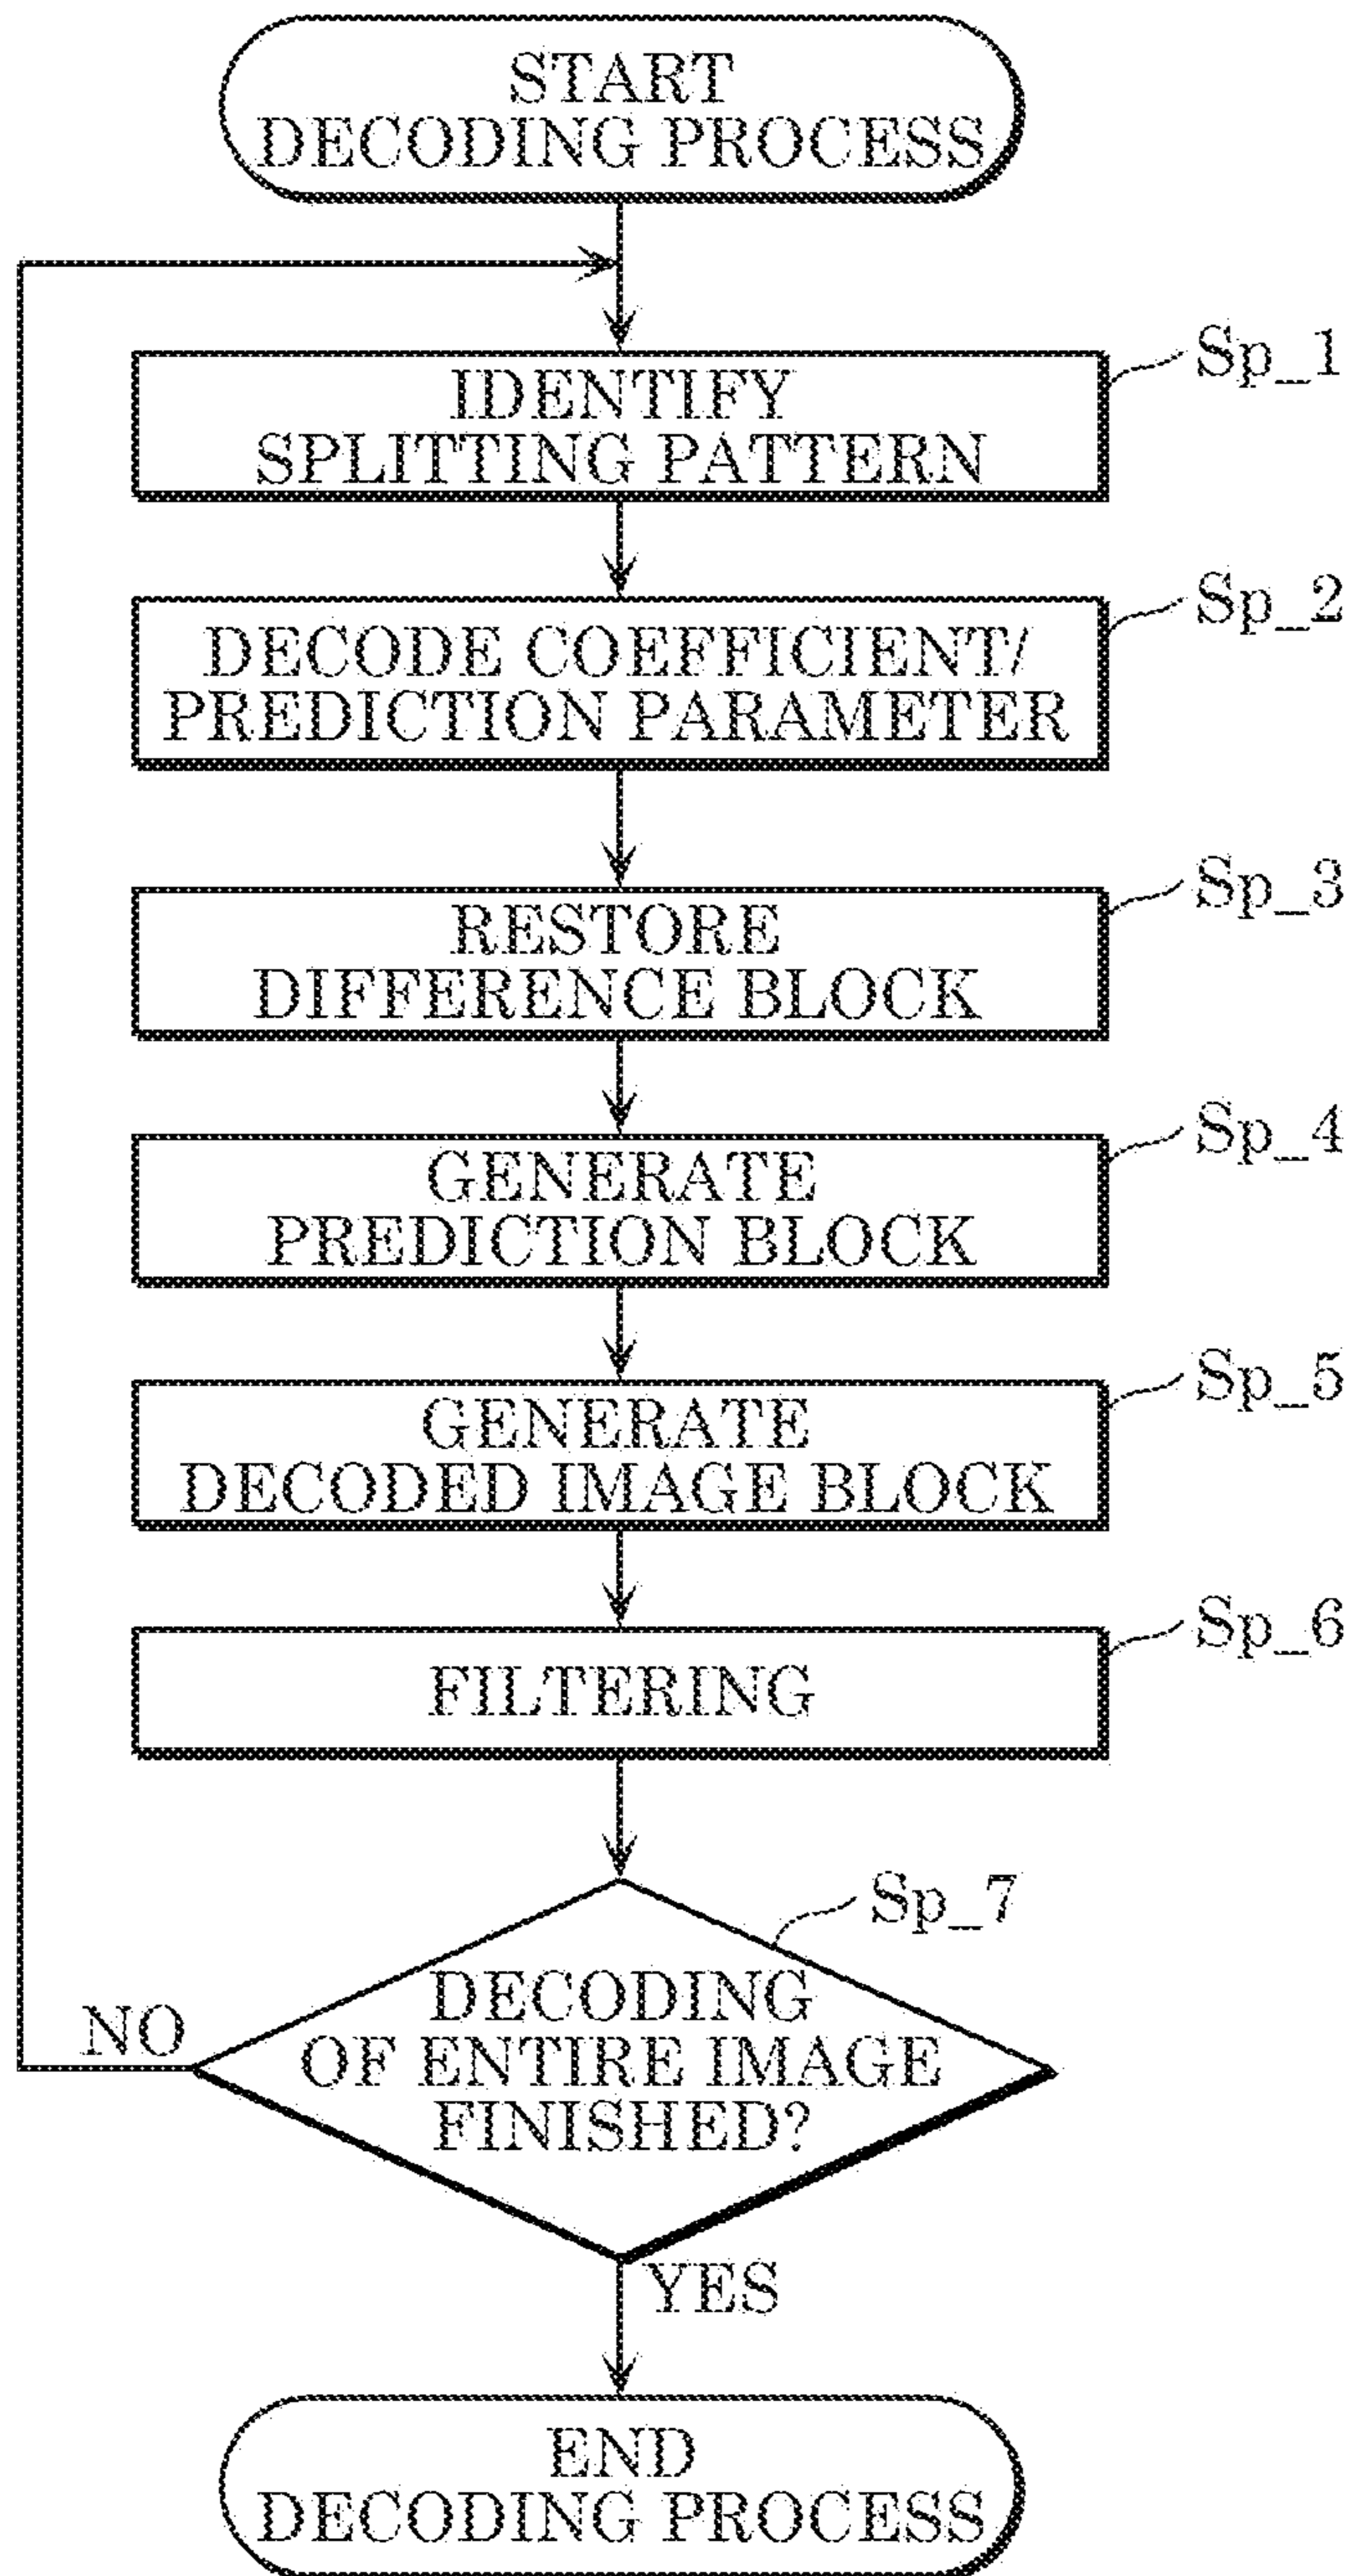 START
DECODING PROCESS
Sp_1
IDENTIFY
SPLITTING PATTERN
Sp_2
DECODE COEFFICIENT/
PREDICTION PARAMETER
Sp_3
RESTORE
DIFFERENCE BLOCK
Sp_4
GENERATE
PREDICTION BLOCK
Sp_5
GENERATE
DECODED IMAGE BLOCK
Sp_6
FILTERING
Sp_7
DECODING
OF ENTIRE IMAGE
FINISHED?
NO
YES
END
DECODING PROCESS